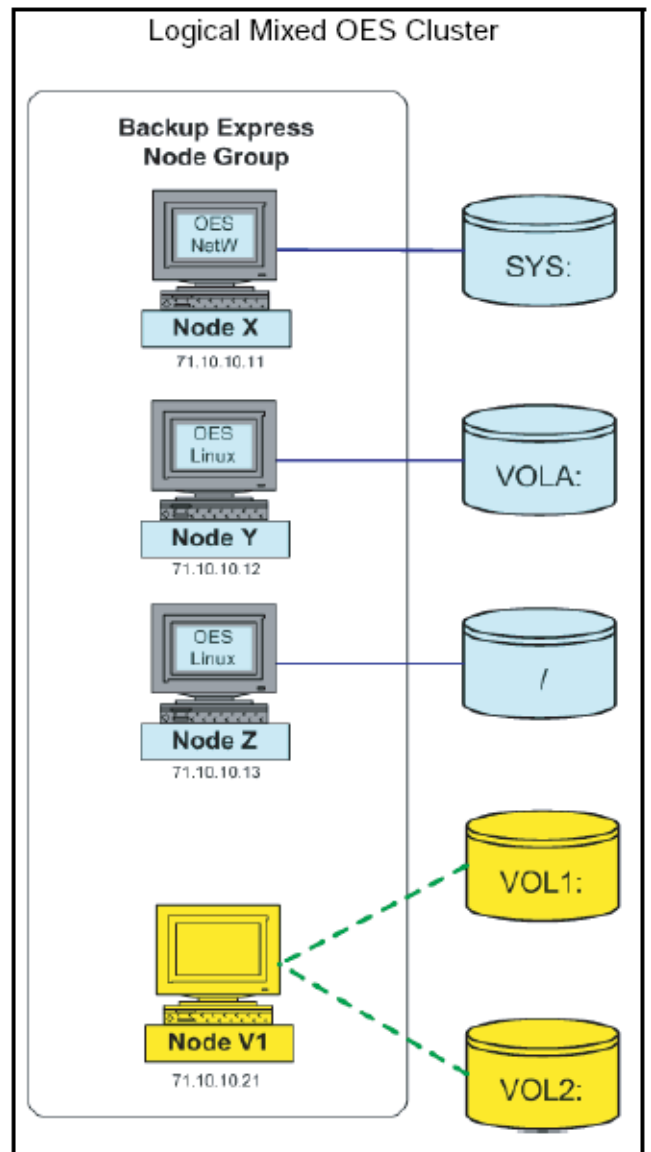 Logical Mixed OES Cluster
Backup Express
Node Group
OES
NetW
SYS:
Node X
71.10.10.11
OES
Linux
VOLA:
Node Y
71.10.10.12
OES
Linux
/
Node Z
71.10.10.13
VOL1:
Node V1
71.10.10.21
VOL2: